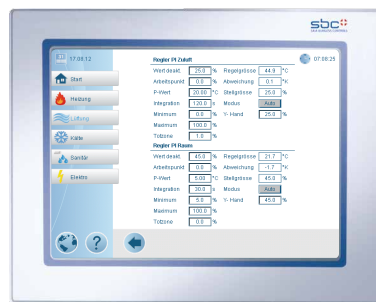 sbc
17:08:12
Regler PI Zuluft
07:08:25
Start
Heizung
Lüftung
Kälte
Sanitär
Elektro
Wert deakt. 25.0 % Regelgrösse 44.9 °C
Arbeitspunkt 0.0 % Abweichung 0.1 °K
P-Wert 20.00 °C Stellgrösse 25.0 %
Integration 120.0 s Modus Auto
Minimum 0.0 % Y- Hand 25.0 %
Maximum 100.0 %
Totzone 1.0 %
Regler PI Raum
Wert deakt. 45.0 % Regelgrösse 21.7 °C
Arbeitspunkt 0.0 % Abweichung -1.7 °K
P-Wert 5.00 °C Stellgrösse 45.0 %
Integration 30.0 s Modus Auto
Minimum 5.0 % Y- Hand 45.0 %
Maximum 100.0 %
Totzone 0.0 %
?